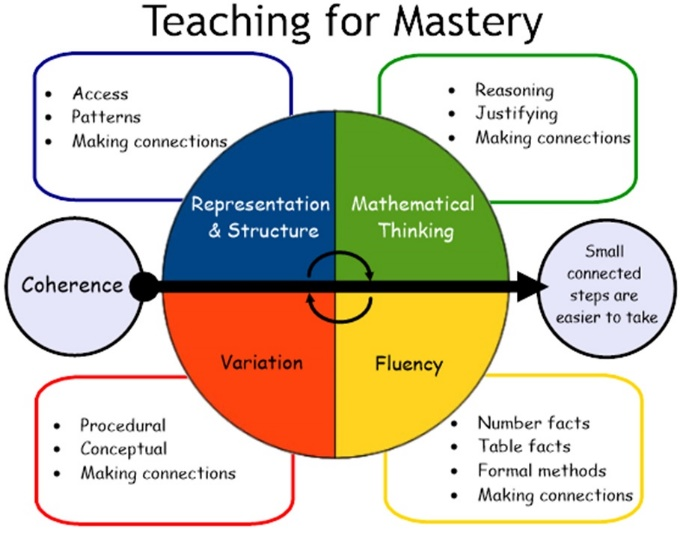 Teaching for Mastery
• Access
• Patterns
• Making connections
• Reasoning
• Justifying
• Making connections
Representation
& Structure
Mathematical
Thinking
Coherence
Small
connected
steps are
easier to take
Variation
Fluency
• Procedural
• Conceptual
• Making connections
• Number facts
• Table facts
• Formal methods
• Making connections